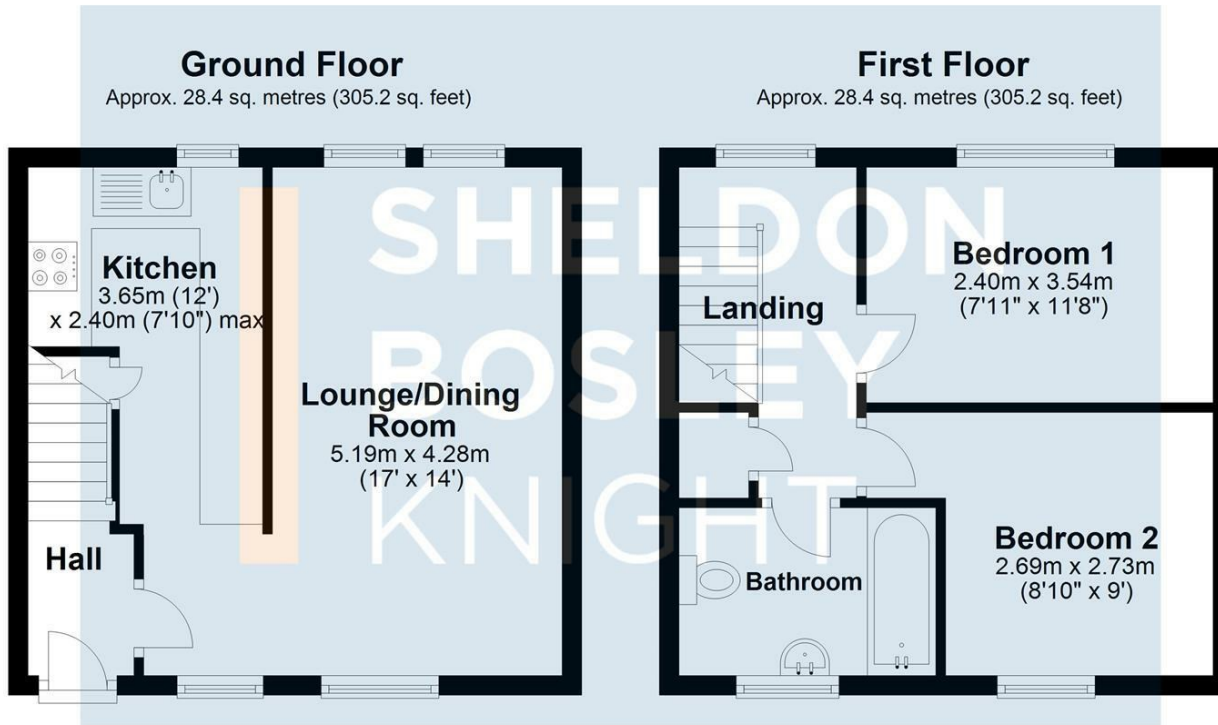 Ground Floor
Approx. 28.4 sq. metres (305.2 sq. feet)
Kitchen
3.65m (12')
x 2.40m (7'10") max
Lounge/Dining
Room
5.19m x 4.28m
(17' x 14')
Hall
First Floor
Approx. 28.4 sq. metres (305.2 sq. feet)
Landing
Bedroom 1
2.40m x 3.54m
(7'11" x 11'8")
Bedroom 2
2.69m x 2.73m
(8'10" x 9')
Bathroom
SHELDON
BOSLEY
KNIGHT